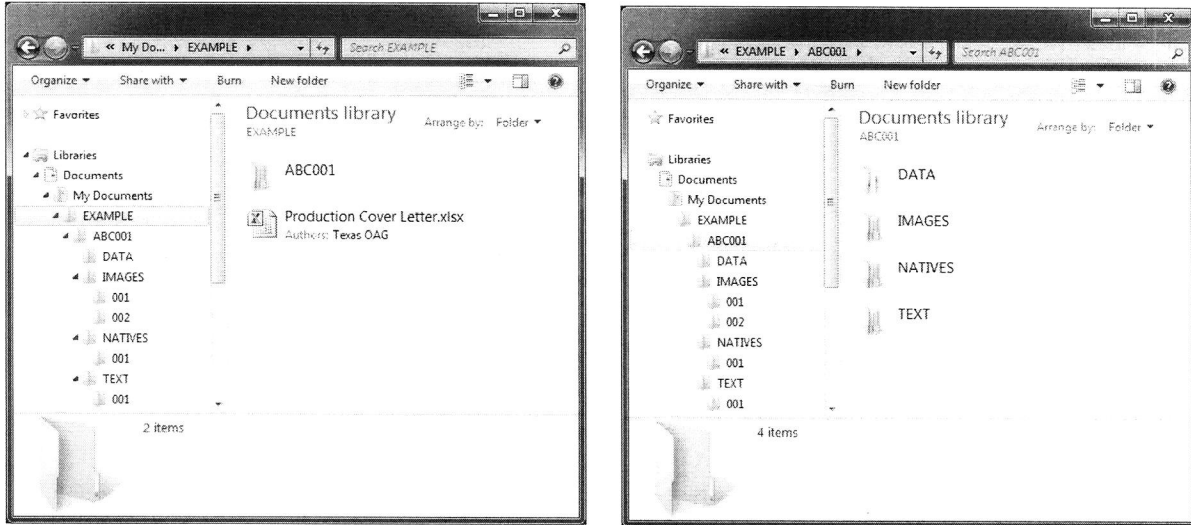 « My Do... ▸ EXAMPLE ▸
Search EXAMPLE
Organize ▾ Share with ▾ Burn New folder
Favorites
Libraries
Documents
My Documents
EXAMPLE
ABC001
DATA
IMAGES
001
002
NATIVES
001
TEXT
001
Documents library
EXAMPLE
Arrange by: Folder ▾
ABC001
Production Cover Letter.xlsx
Authors: Texas OAG
2 items
« EXAMPLE ▸ ABC001 ▸
Search ABC001
Organize ▾ Share with ▾ Burn New folder
Favorites
Libraries
Documents
My Documents
EXAMPLE
ABC001
DATA
IMAGES
001
002
NATIVES
001
TEXT
001
Documents library
ABC001
Arrange by: Folder ▾
DATA
IMAGES
NATIVES
TEXT
4 items